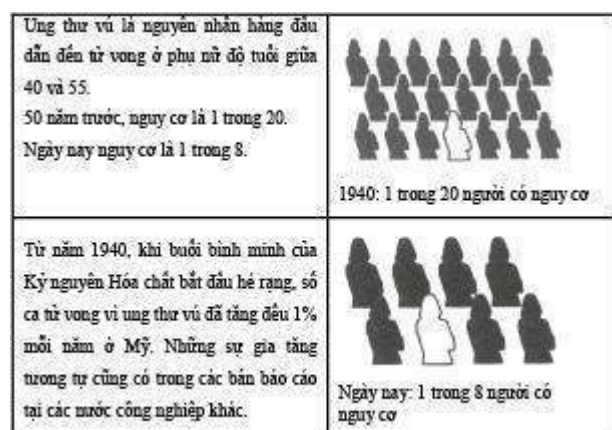 Ung thư vú là nguyên nhân hàng đầu
dẫn đến tử vong ở phụ nữ độ tuổi giữa
40 và 55.
50 năm trước, nguy cơ là 1 trong 20.
Ngày nay nguy cơ là 1 trong 8.
1940: 1 trong 20 người có nguy cơ
Từ năm 1940, khi buổi bình minh của
Kỷ nguyên Hóa chất bắt đầu hé rạng, số
ca tử vong vì ung thư vú đã tăng đều 1%
mỗi năm ở Mỹ. Những sự gia tăng
tương tự cũng có trong các bản báo cáo
tại các nước công nghiệp khác.
Ngày nay: 1 trong 8 người có
nguy cơ